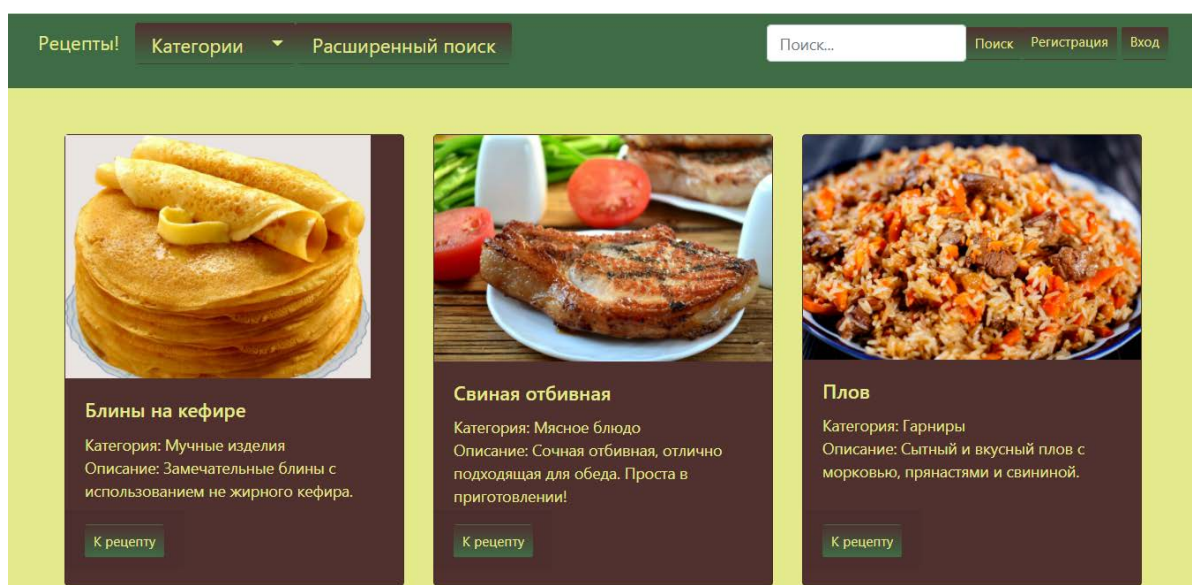 Рецепты! Категории Расширенный поиск Поиск... Поиск Регистрация Вход
Блины на кефире
Категория: Мучные изделия
Описание: Замечательные блины с
использованием не жирного кефира.
К рецепту
Свиная отбивная
Категория: Мясное блюдо
Описание: Сочная отбивная, отлично
подходящая для обеда. Проста в
приготовлении!
К рецепту
Плов
Категория: Гарниры
Описание: Сытный и вкусный плов с
морковью, прянастями и свининой.
К рецепту